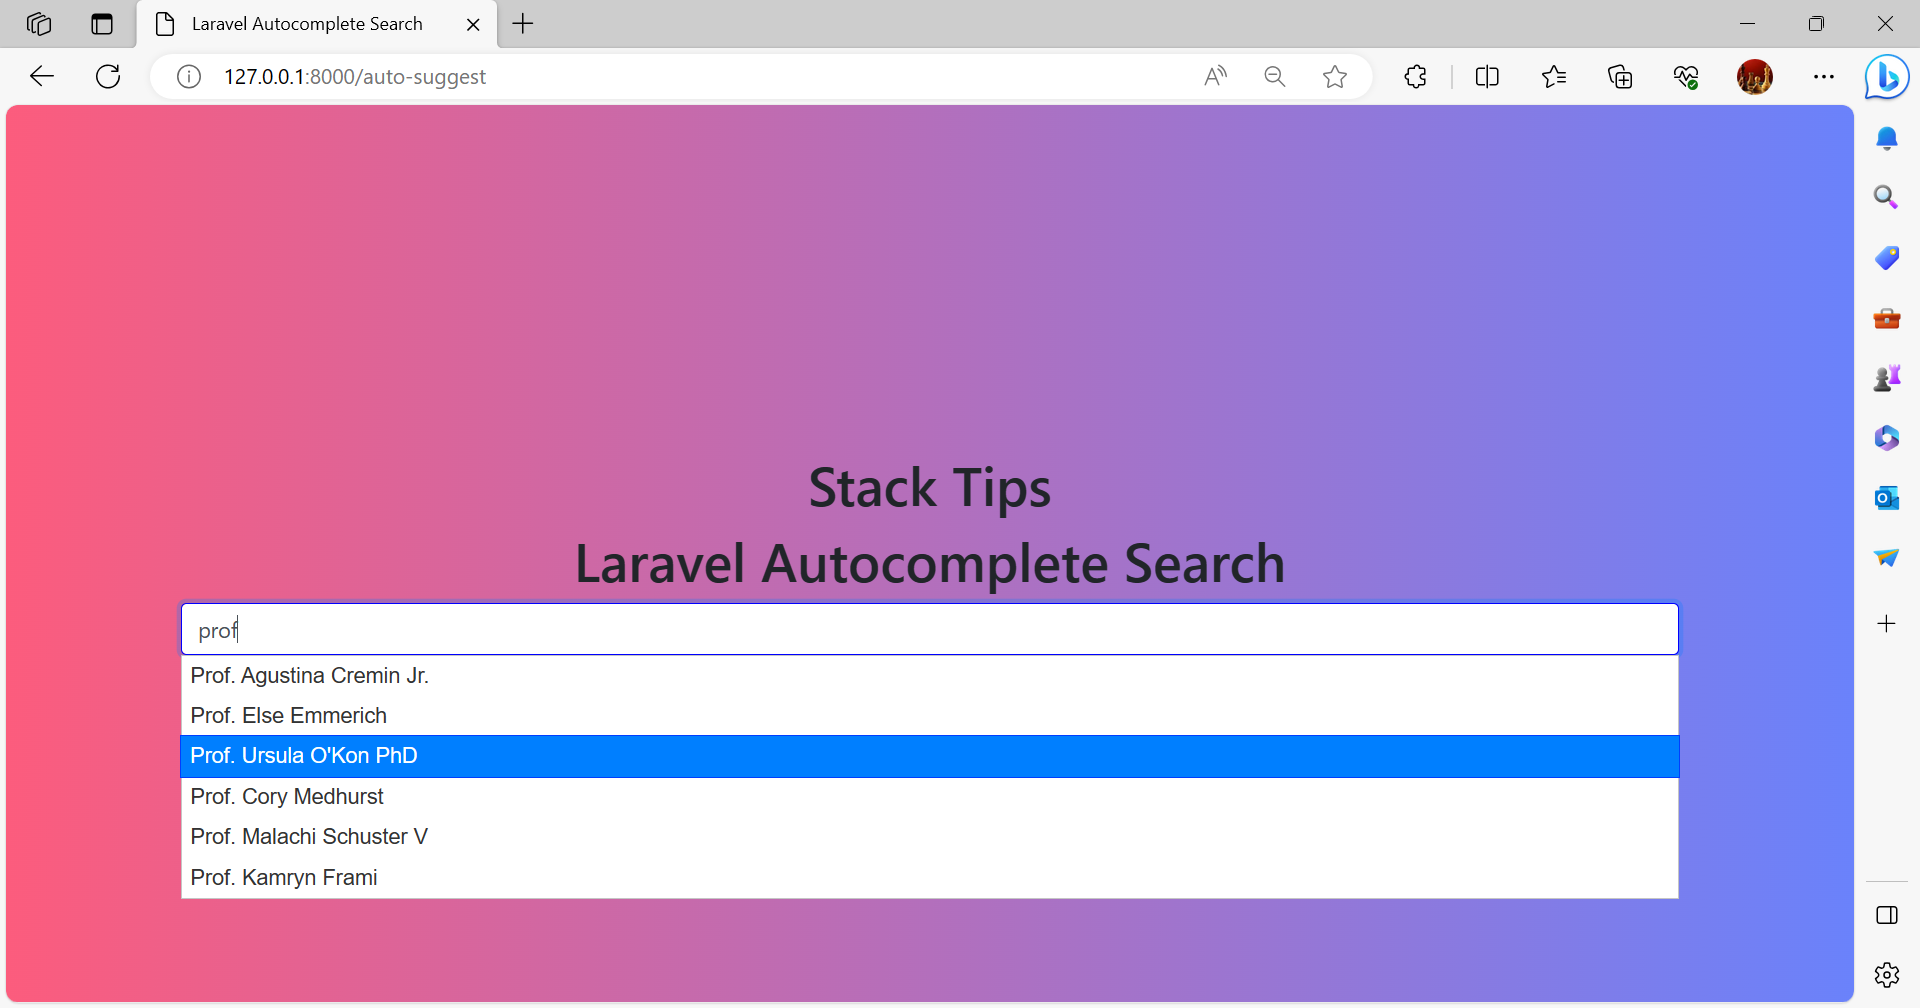 Laravel Autocomplete Search
127.0.0.1:8000/auto-suggest
Stack Tips
Laravel Autocomplete Search
prof
Prof. Agustina Cremin Jr.
Prof. Else Emmerich
Prof. Ursula O'Kon PhD
Prof. Cory Medhurst
Prof. Malachi Schuster V
Prof. Kamryn Frami